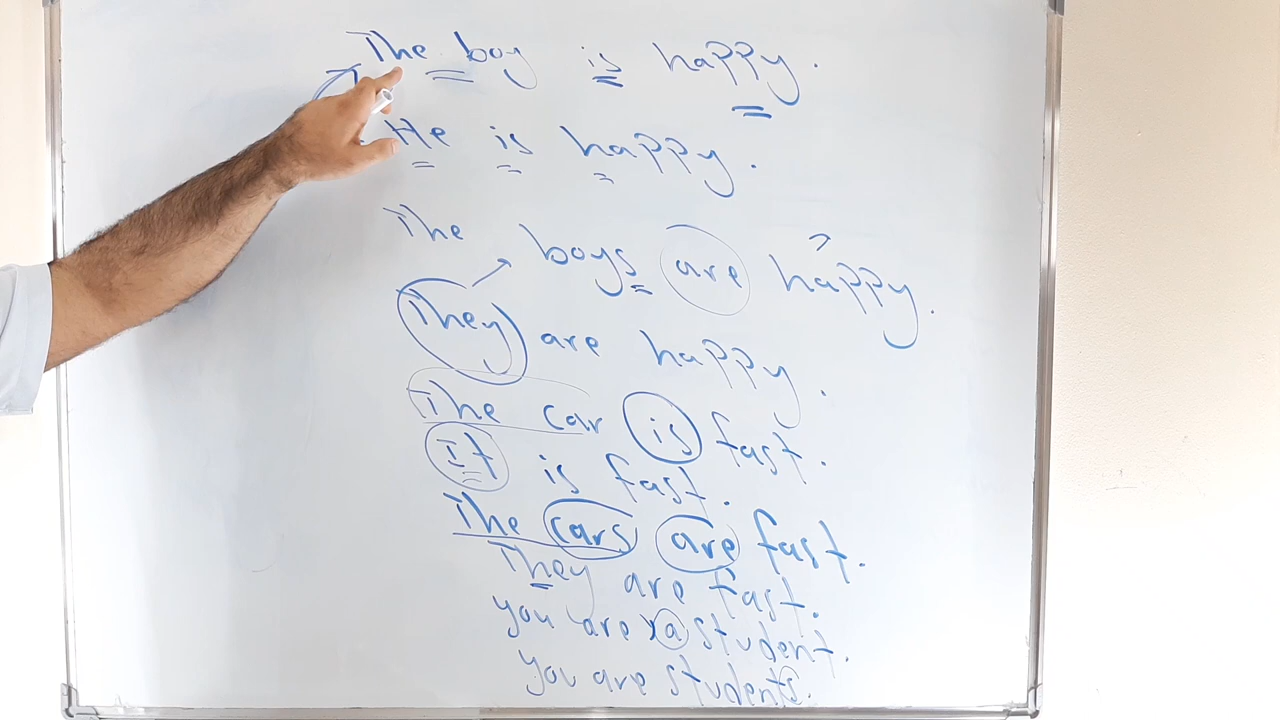 The boy is happy.
He is happy.
The boys are happy.
They are happy.
The car is fast.
It is fast.
The cars are fast.
They are fast.
you are a student.
you are students.